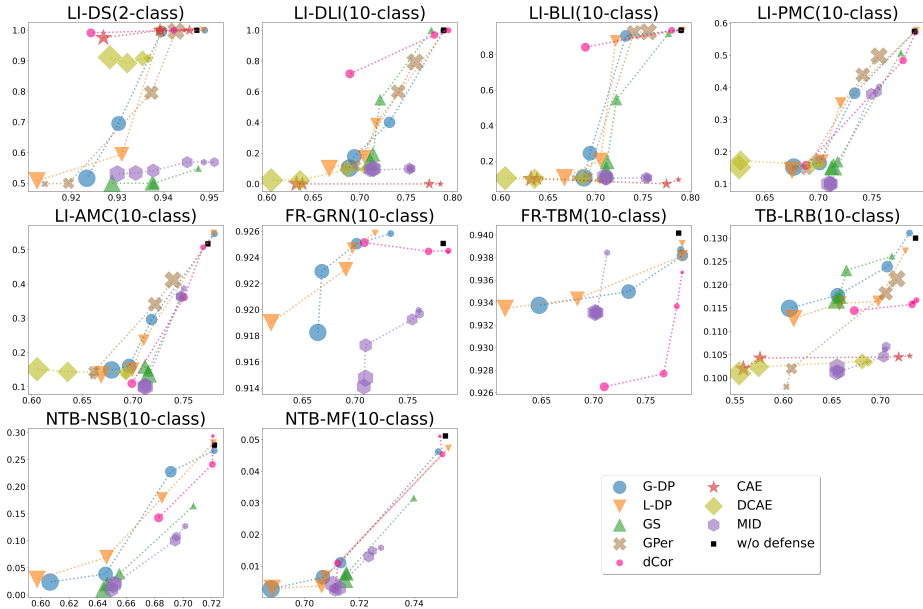 LI-DS(2-class) LI-DLI(10-class) LI-BLI(10-class) LI-PMC(10-class)
1.0 1.0 0.6
0.9 0.8 0.8 0.5
0.8 0.6 0.6 0.4
0.7 0.4 0.4 0.3
0.6 0.2 0.2 0.2
0.5 0.0 0.1
0.92 0.93 0.94 0.95 0.60 0.65 0.70 0.75 0.80 0.60 0.65 0.70 0.75 0.80 0.65 0.70 0.75
LI-AMC(10-class) FR-GRN(10-class) FR-TBM(10-class) TB-LRB(10-class)
0.5 0.926 0.940 0.130
0.4 0.924 0.938 0.125
0.3 0.922 0.936 0.120
0.2 0.920 0.934 0.115
0.1 0.918 0.932 0.110
0.916 0.930 0.105
0.914 0.928 0.100
0.926
0.60 0.65 0.70 0.75 0.65 0.70 0.75 0.65 0.70 0.75 0.55 0.60 0.65 0.70
NTB-NSB(10-class) NTB-MF(10-class)
0.30 0.05
0.25 0.04
0.20 0.03
0.15 0.02
0.10 0.01
0.05
0.00
0.60 0.62 0.64 0.66 0.68 0.70 0.72 0.70 0.72 0.74
G-DP CAE
L-DP DCAE
GS MID
GPer w/o defense
dCor